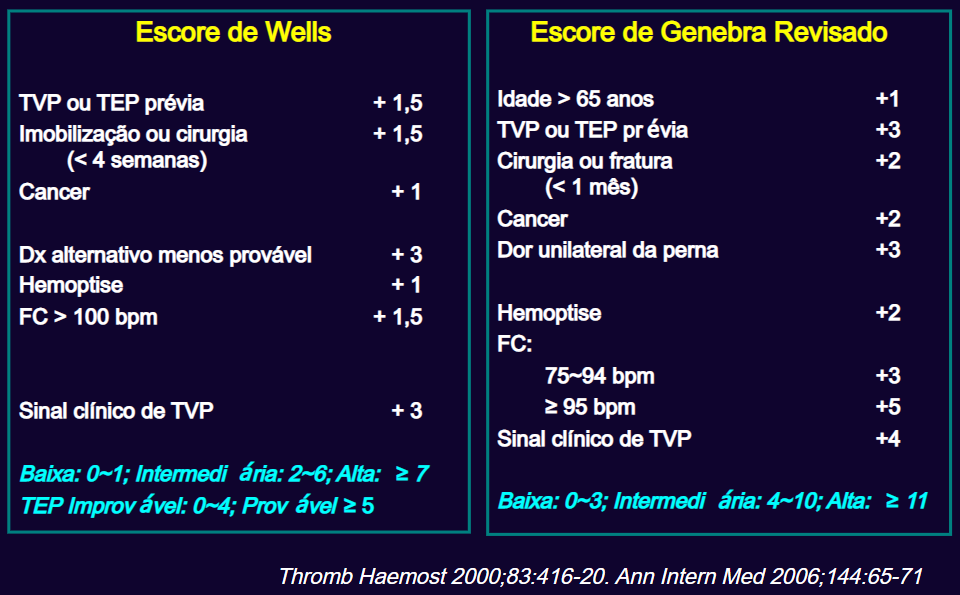 Escore de Wells
TVP ou TEP prévia + 1,5
Imobilização ou cirurgia + 1,5
(< 4 semanas)
Cancer + 1
Dx alternativo menos provável + 3
Hemoptise + 1
FC > 100 bpm + 1,5
Sinal clínico de TVP + 3
Baixa: 0~1; Intermedi ária: 2~6; Alta: ≥ 7
TEP Improv ável: 0~4; Prov ável ≥ 5
Escore de Genebra Revisado
Idade > 65 anos +1
TVP ou TEP pr évia +3
Cirurgia ou fratura +2
(< 1 mês)
Cancer +2
Dor unilateral da perna +3
Hemoptise +2
FC:
75~94 bpm +3
≥ 95 bpm +5
Sinal clínico de TVP +4
Baixa: 0~3; Intermedi ária: 4~10; Alta: ≥ 11
Thromb Haemost 2000;83:416-20. Ann Intern Med 2006;144:65-71